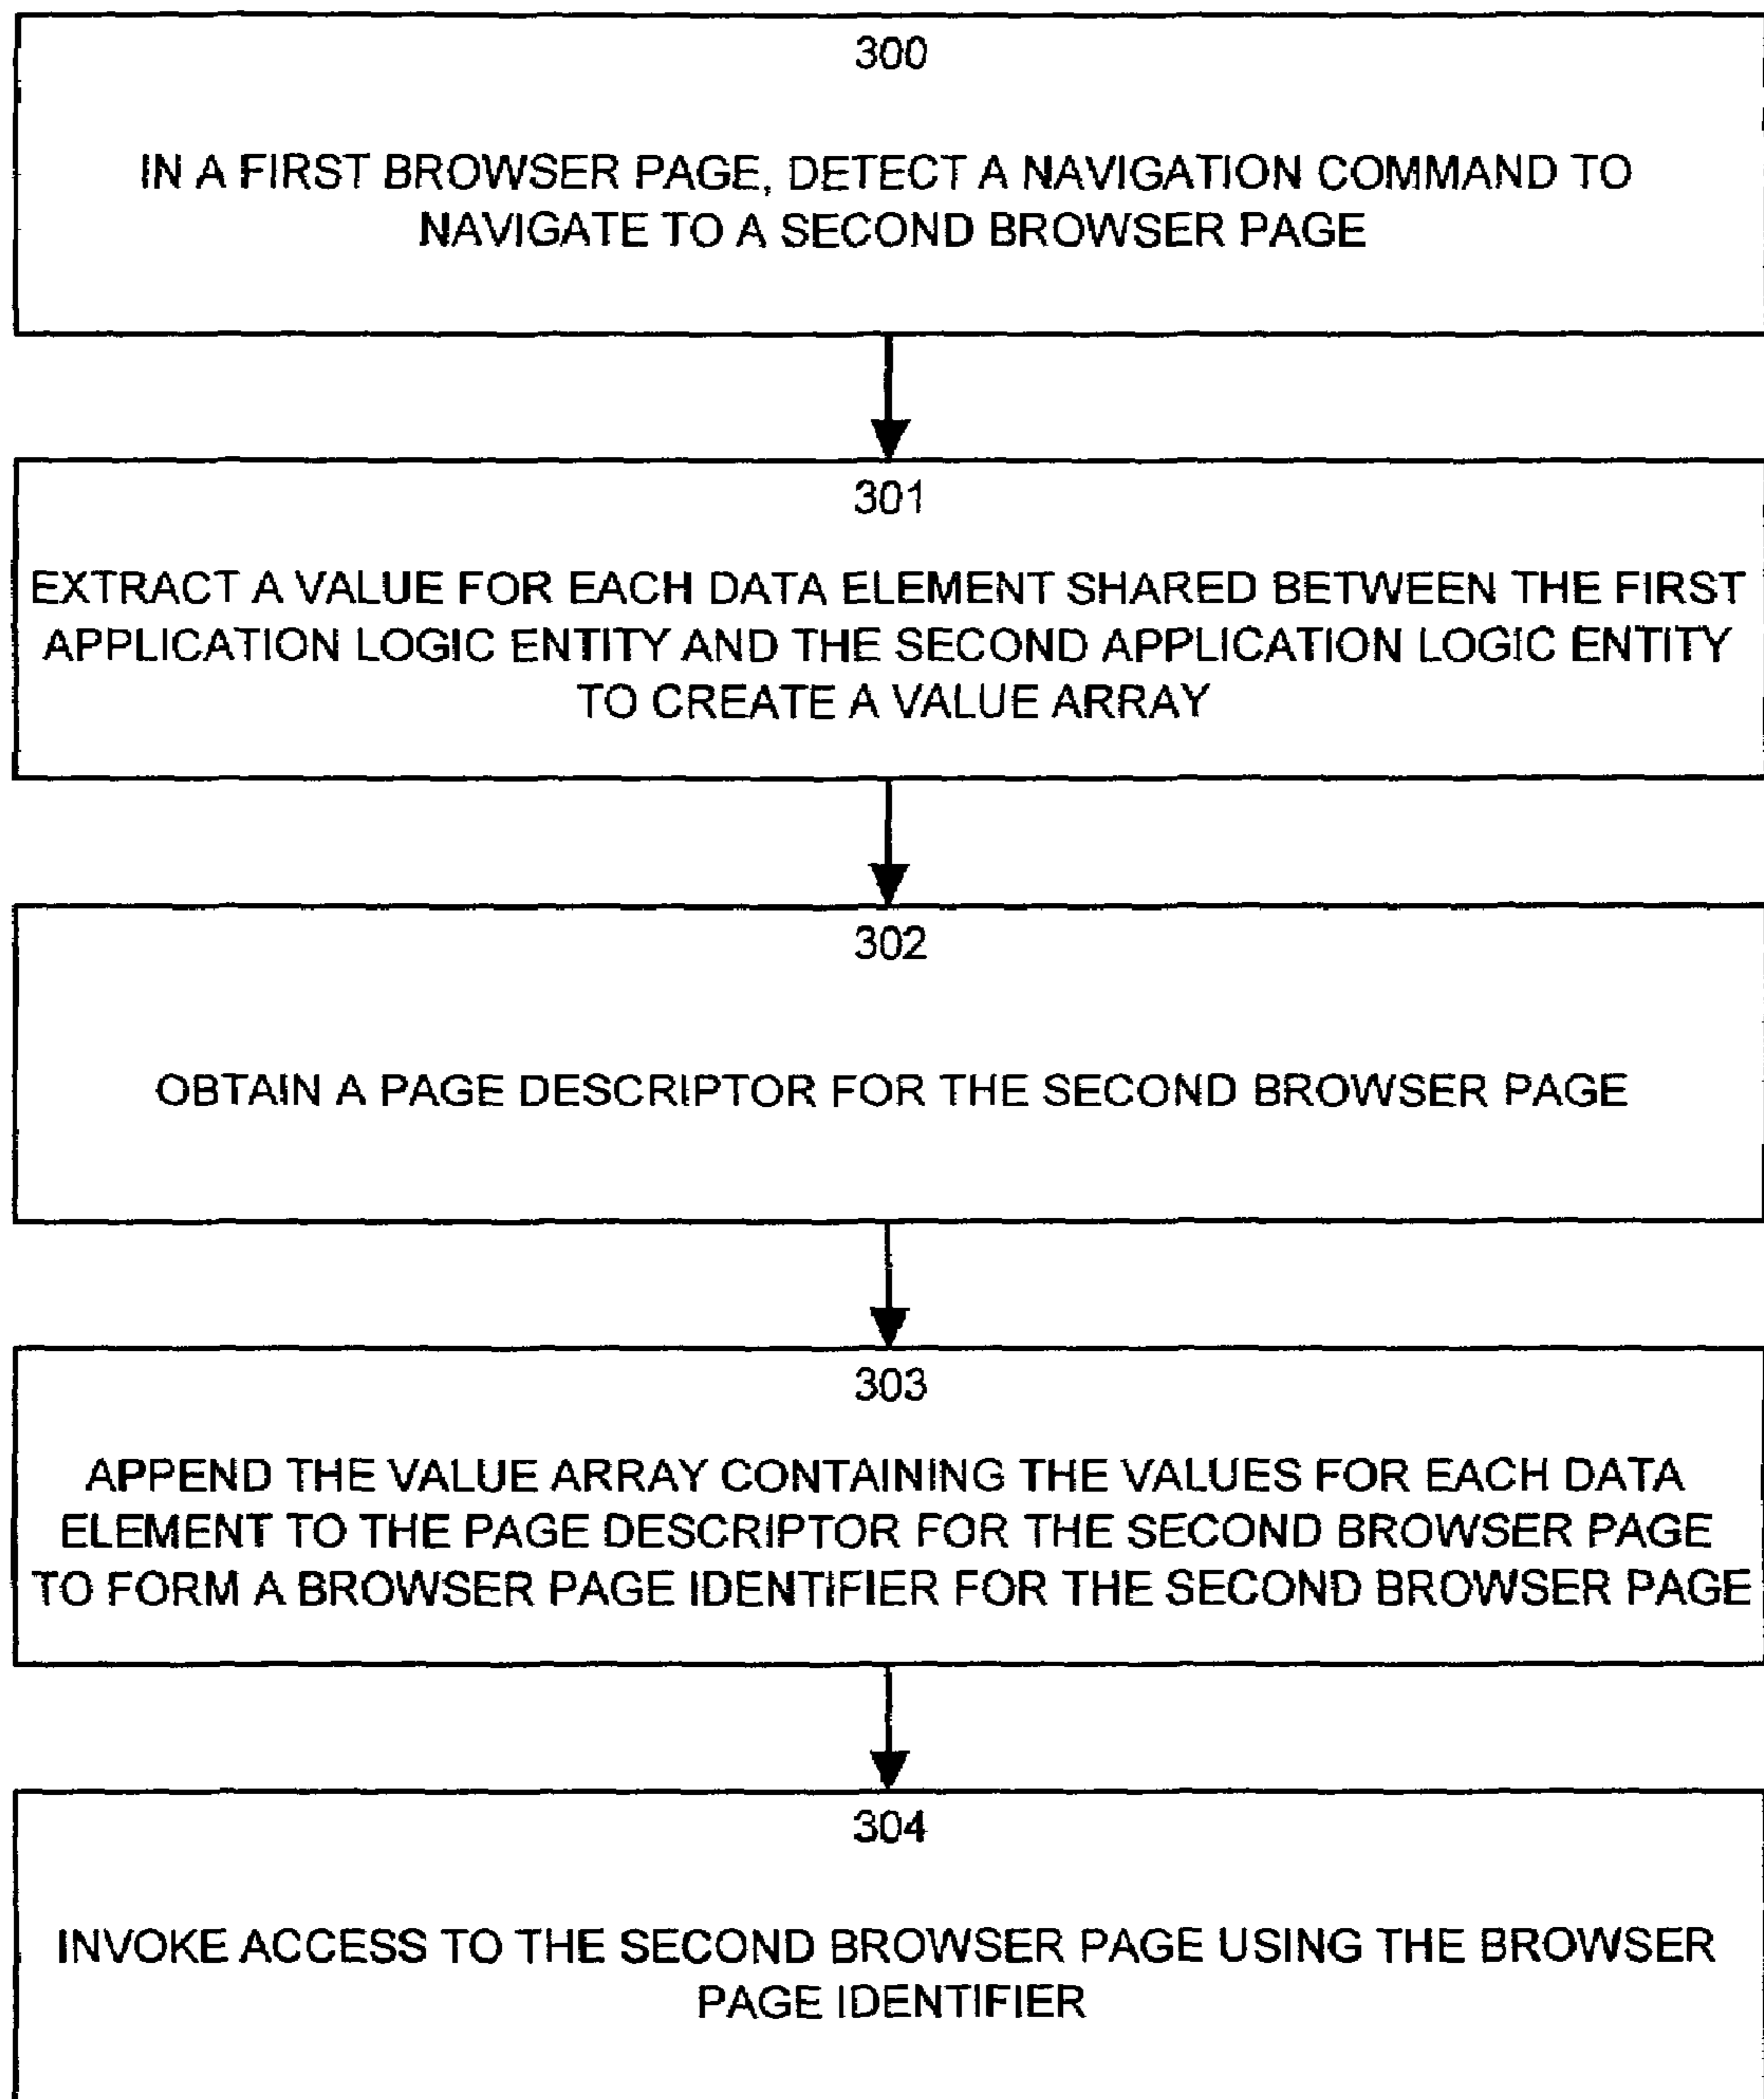 300
IN A FIRST BROWSER PAGE, DETECT A NAVIGATION COMMAND TO
NAVIGATE TO A SECOND BROWSER PAGE
301
EXTRACT A VALUE FOR EACH DATA ELEMENT SHARED BETWEEN THE FIRST
APPLICATION LOGIC ENTITY AND THE SECOND APPLICATION LOGIC ENTITY
TO CREATE A VALUE ARRAY
302
OBTAIN A PAGE DESCRIPTOR FOR THE SECOND BROWSER PAGE
303
APPEND THE VALUE ARRAY CONTAINING THE VALUES FOR EACH DATA
ELEMENT TO THE PAGE DESCRIPTOR FOR THE SECOND BROWSER PAGE
TO FORM A BROWSER PAGE IDENTIFIER FOR THE SECOND BROWSER PAGE
304
INVOKE ACCESS TO THE SECOND BROWSER PAGE USING THE BROWSER
PAGE IDENTIFIER